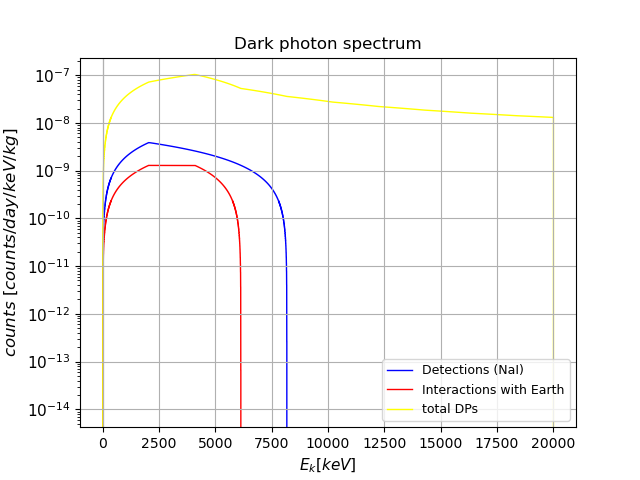 Dark photon spectrum
counts [counts/day/keV/kg]
10⁻⁷
10⁻⁸
10⁻⁹
10⁻¹⁰
10⁻¹¹
10⁻¹²
10⁻¹³
10⁻¹⁴
Detections (NaI)
Interactions with Earth
total DPs
0 2500 5000 7500 10000 12500 15000 17500 20000
Eₖ[keV]